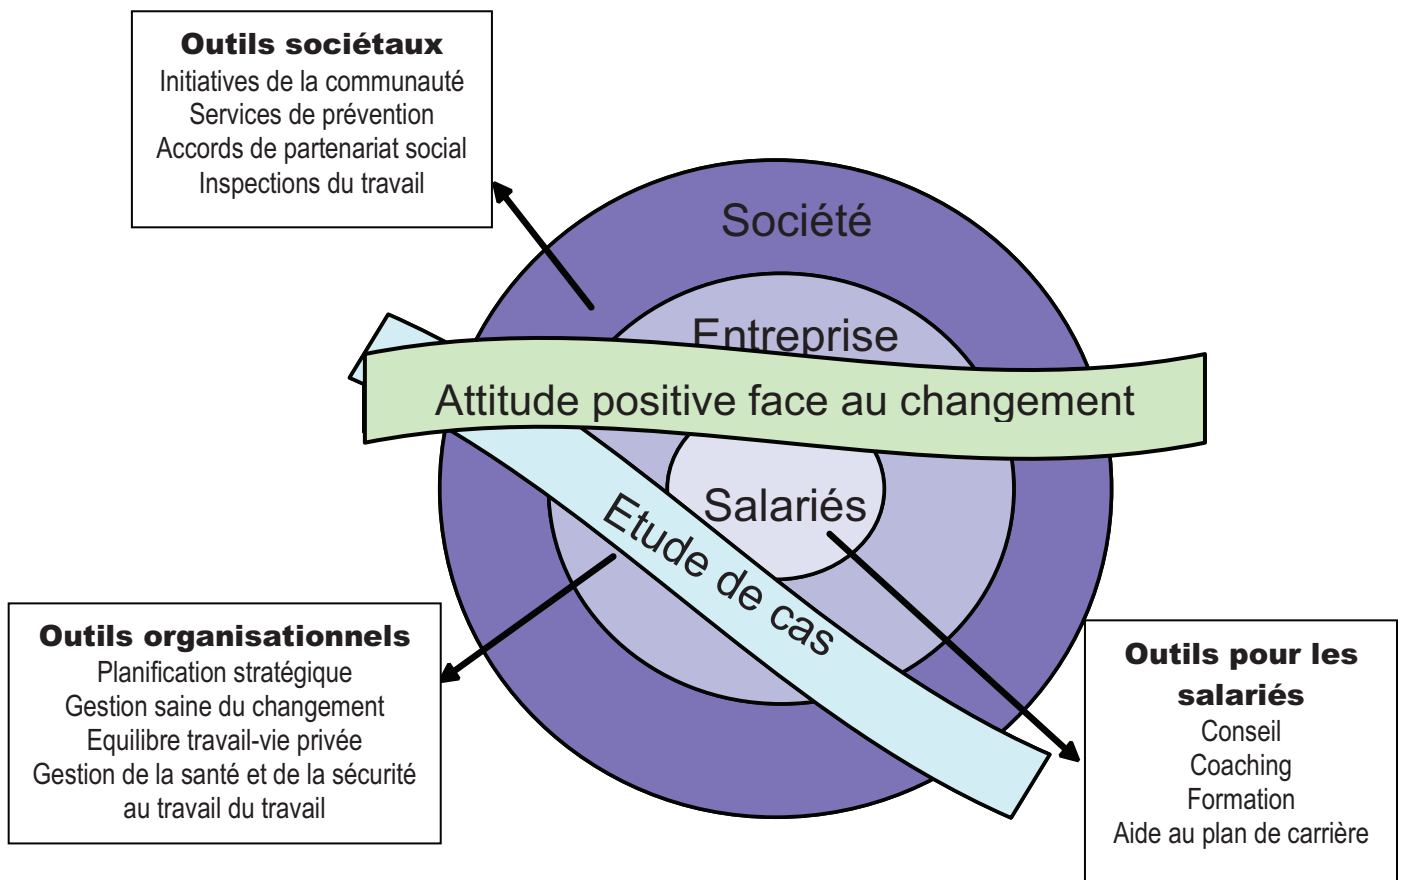 Outils sociétaux
Initiatives de la communauté
Services de prévention
Accords de partenariat social
Inspections du travail
Société
Entreprise
Attitude positive face au changement
Salariés
Etude de cas
Outils organisationnels
Planification stratégique
Gestion saine du changement
Equilibre travail-vie privée
Gestion de la santé et de la sécurité
au travail du travail
Outils pour les
salariés
Conseil
Coaching
Formation
Aide au plan de carrière